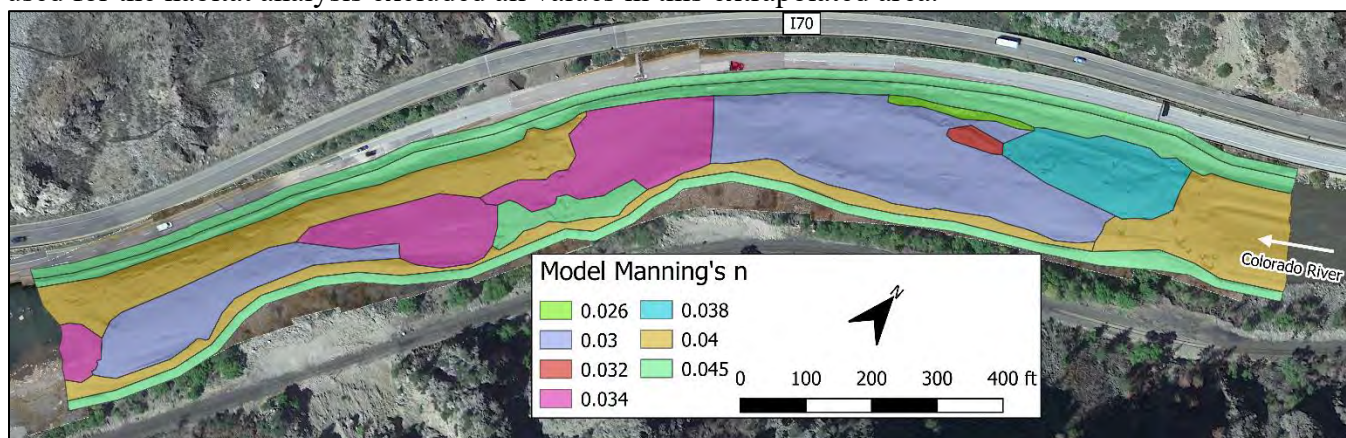 used for the habitat analysis excluded all values in this extrapolated area.
I70
Colorado River
Model Manning's n
0.026 0.038
0.03 0.04
0.032 0.045
0.034
N
0 100 200 300 400 ft